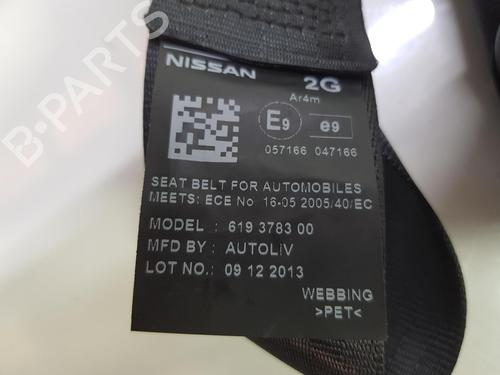 NISSAN 2G
Ar4m
E9 e9
057166 047166
SEAT BELT FOR AUTOMOBILES
MEETS: ECE No 16-05 2005/40/EC
MODEL : 619 3783 00
MFD BY : AUTOLiV
LOT NO.: 09 12 2013
WEBBING
>PET<
B-PARTS